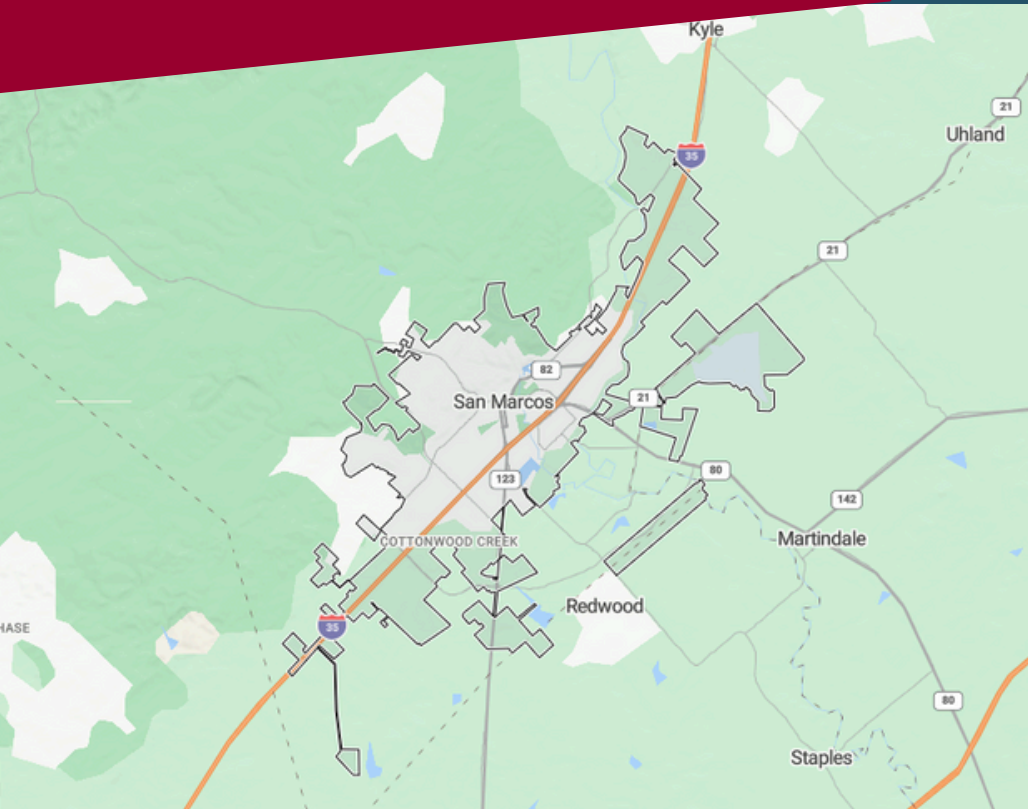 Kyle
21
Uhland
35
21
82
San Marcos
21
80
123
142
COTTONWOOD CREEK
Martindale
Redwood
35
HASE
80
Staples